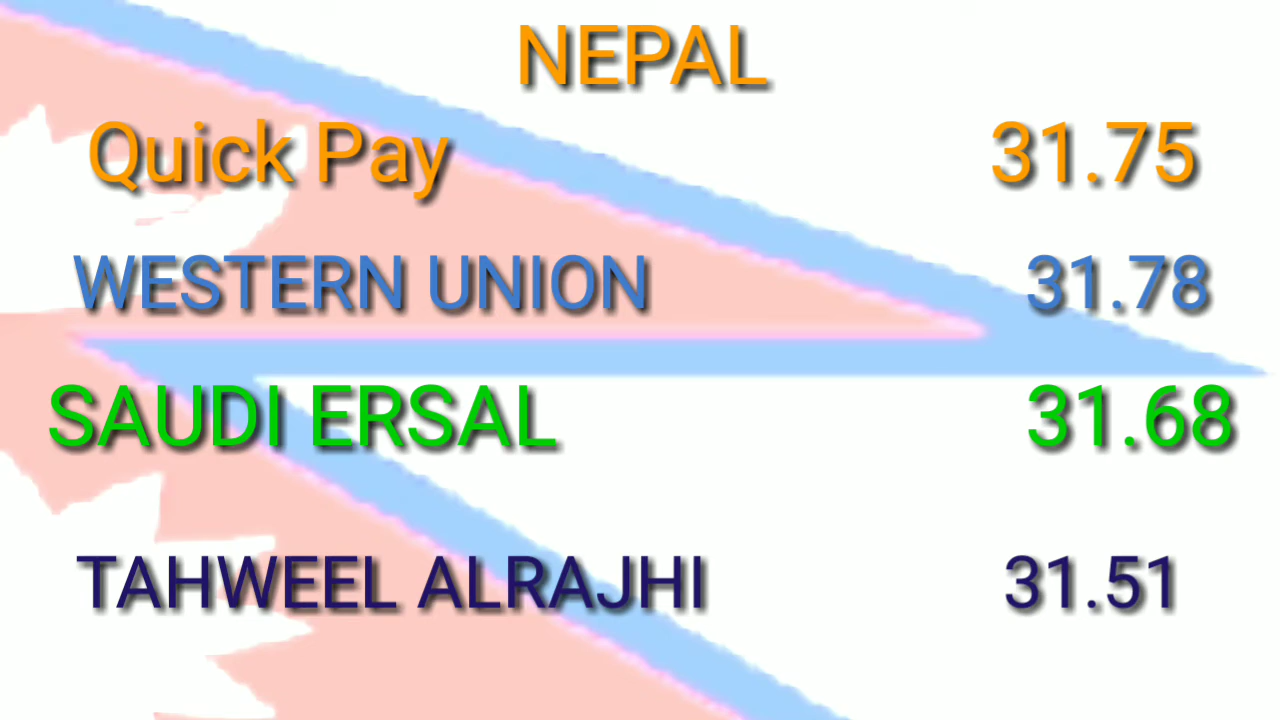 NEPAL
Quick Pay 31.75
WESTERN UNION 31.78
SAUDI ERSAL 31.68
TAHWEEL ALRAJHI 31.51